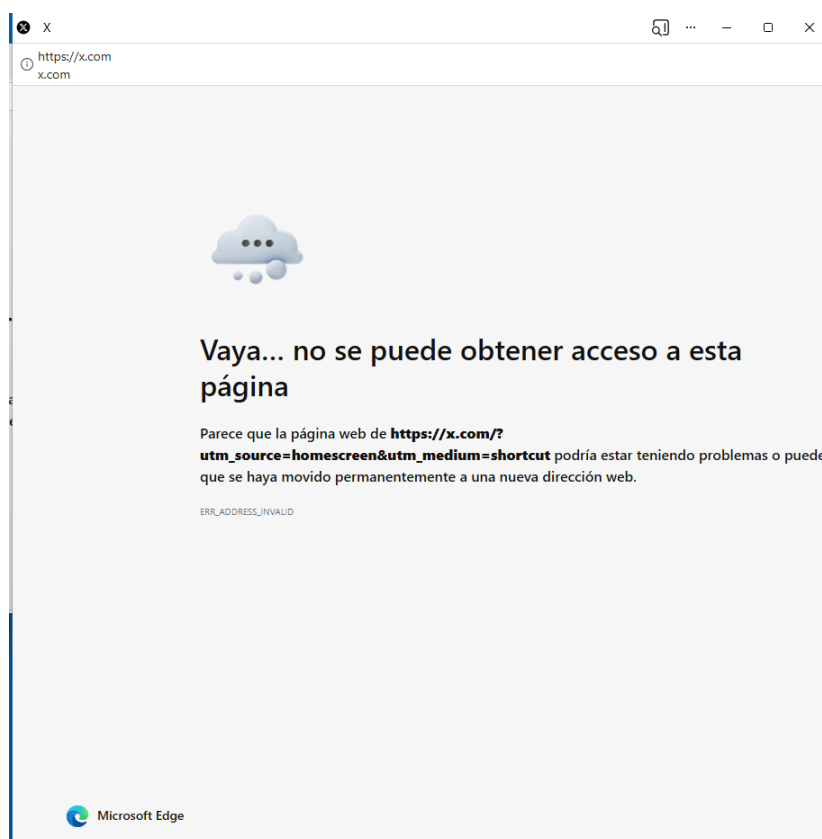 X
https://x.com
x.com
Vaya... no se puede obtener acceso a esta
página
Parece que la página web de https://x.com/?
utm_source=homescreen&utm_medium=shortcut podría estar teniendo problemas o puede
que se haya movido permanentemente a una nueva dirección web.
ERR_ADDRESS_INVALID
Microsoft Edge